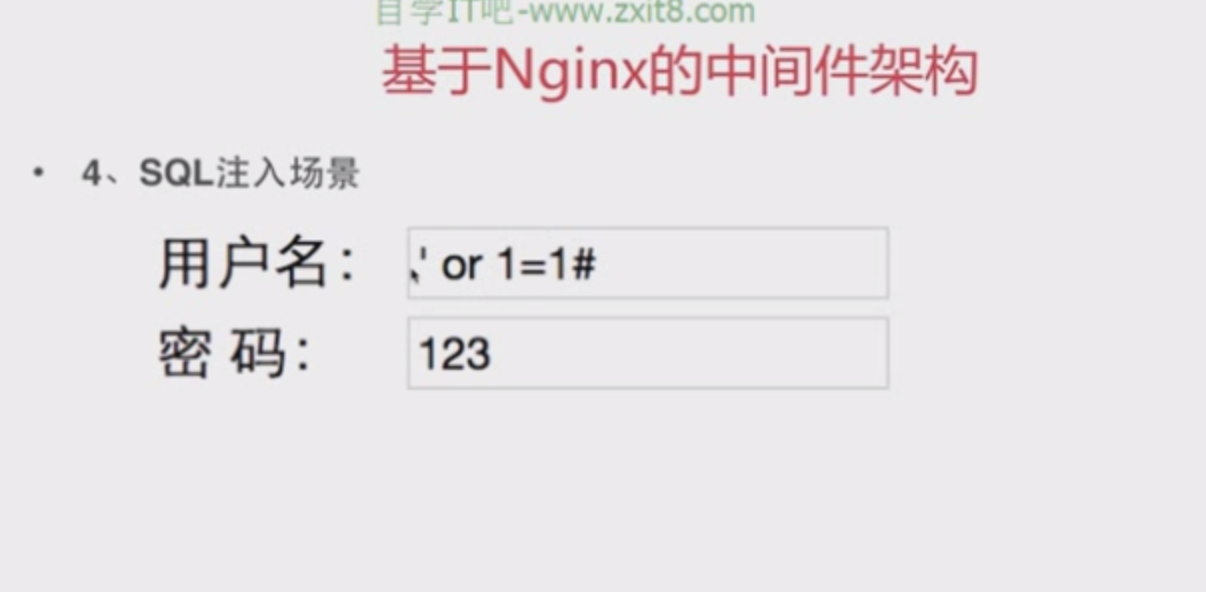 自学IT吧-www.zxit8.com
基于Nginx的中间件架构
• 4、SQL注入场景
用户名： ' or 1=1#
密 码： 123